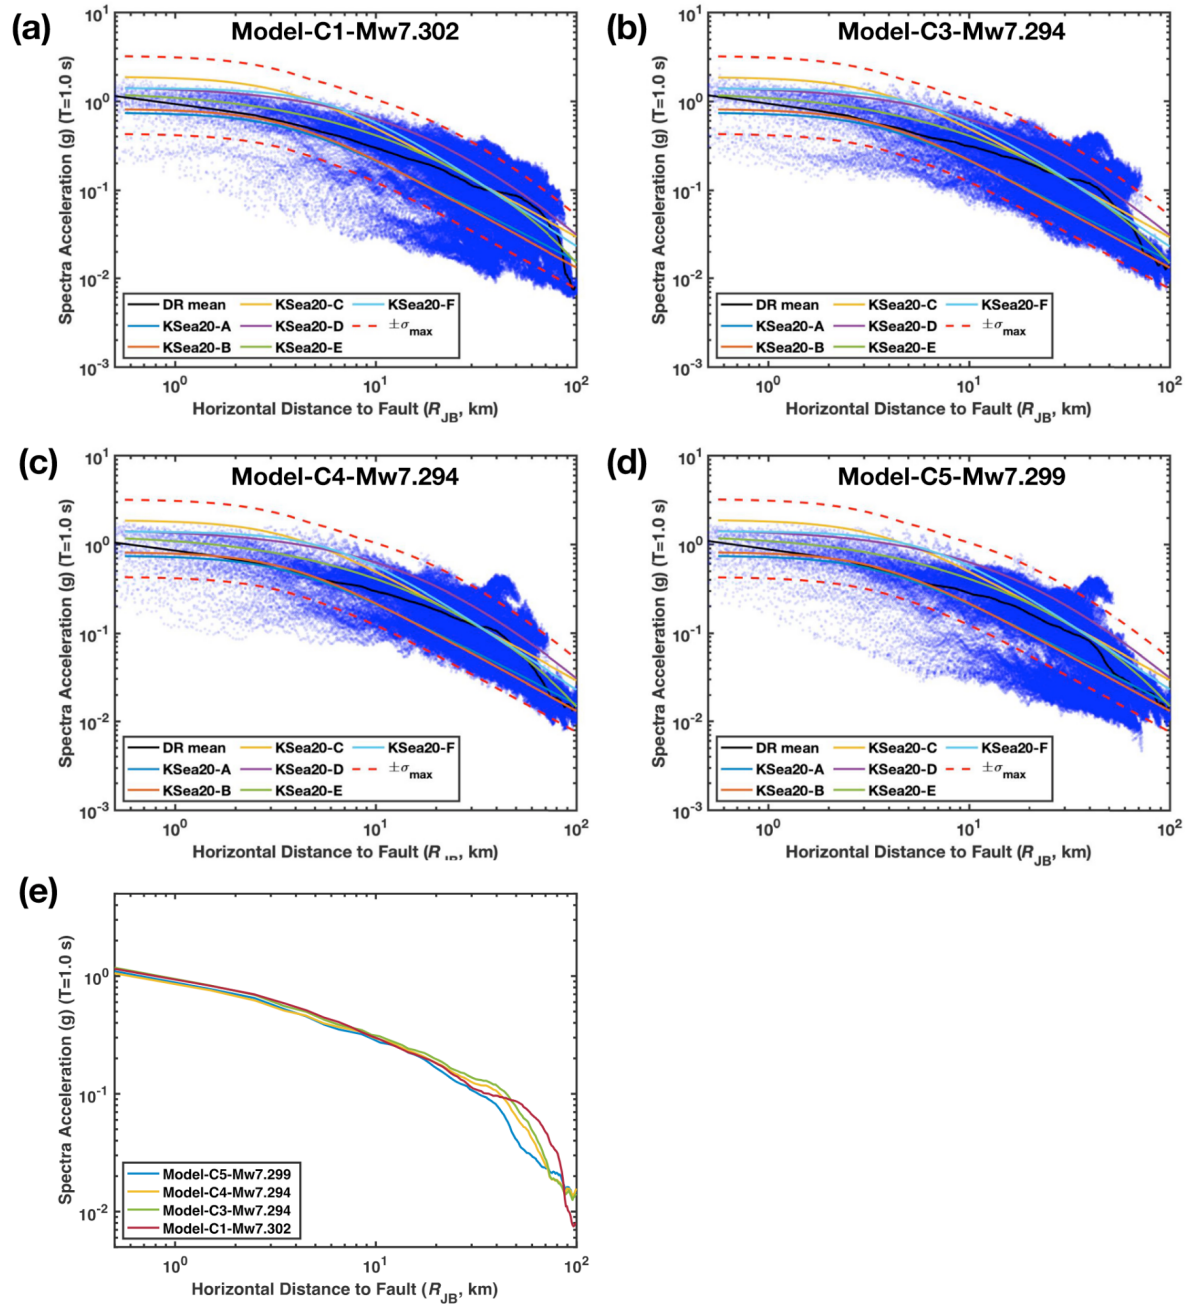 (a)
Model-C1-Mw7.302
Spectra Acceleration (g) (T=1.0 s)
10^1
10^0
10^-1
10^-2
10^-3
DR mean
KSea20-A
KSea20-B
KSea20-C
KSea20-D
KSea20-E
KSea20-F
±σmax
10^0
10^1
10^2
Horizontal Distance to Fault (RJB, km)
(b)
Model-C3-Mw7.294
Spectra Acceleration (g) (T=1.0 s)
10^1
10^0
10^-1
10^-2
10^-3
DR mean
KSea20-A
KSea20-B
KSea20-C
KSea20-D
KSea20-E
KSea20-F
±σmax
10^0
10^1
10^2
Horizontal Distance to Fault (RJB, km)
(c)
Model-C4-Mw7.294
Spectra Acceleration (g) (T=1.0 s)
10^1
10^0
10^-1
10^-2
10^-3
DR mean
KSea20-A
KSea20-B
KSea20-C
KSea20-D
KSea20-E
KSea20-F
±σmax
10^0
10^1
10^2
Horizontal Distance to Fault (RJB, km)
(d)
Model-C5-Mw7.299
Spectra Acceleration (g) (T=1.0 s)
10^1
10^0
10^-1
10^-2
10^-3
DR mean
KSea20-A
KSea20-B
KSea20-C
KSea20-D
KSea20-E
KSea20-F
±σmax
10^0
10^1
10^2
Horizontal Distance to Fault (RJB, km)
(e)
Spectra Acceleration (g) (T=1.0 s)
10^0
10^-1
10^-2
Model-C5-Mw7.299
Model-C4-Mw7.294
Model-C3-Mw7.294
Model-C1-Mw7.302
10^0
10^1
10^2
Horizontal Distance to Fault (RJB, km)